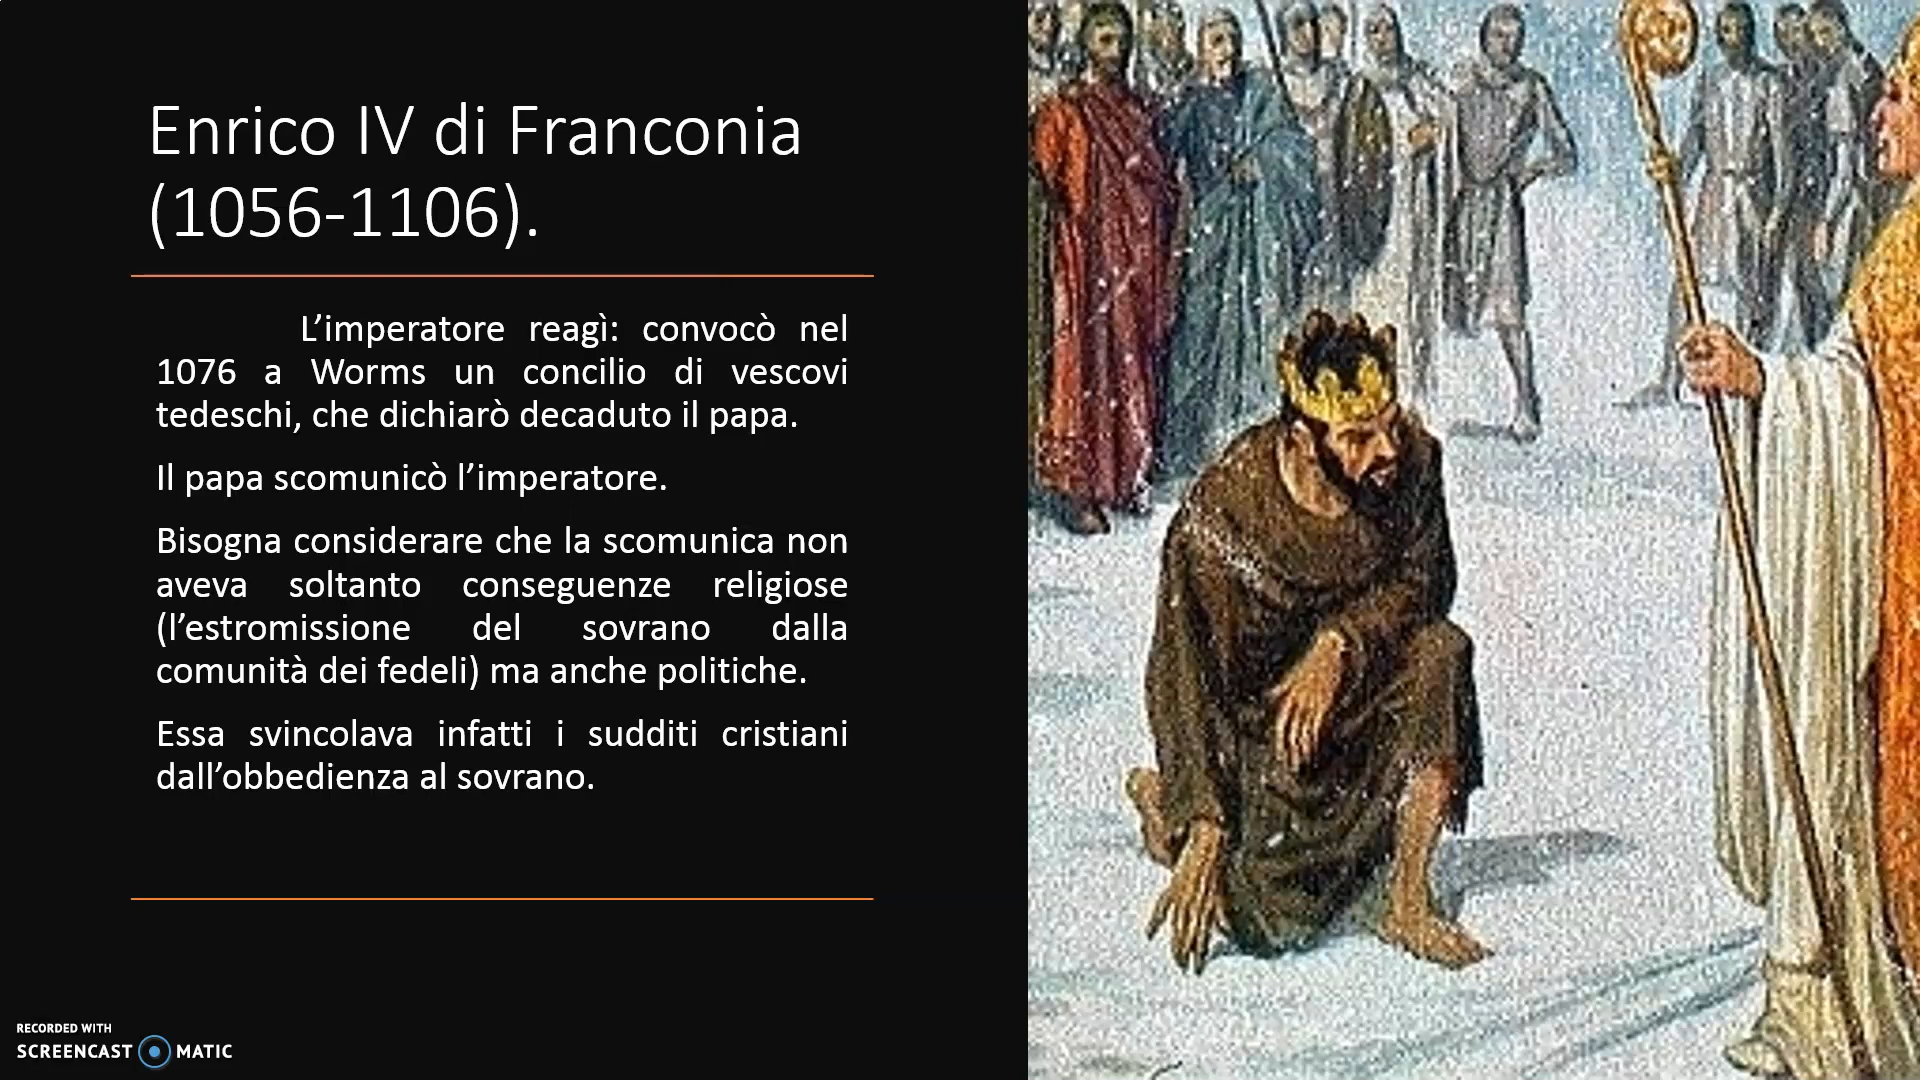 Enrico IV di Franconia
(1056-1106).
L’imperatore reagì: convocò nel
1076 a Worms un concilio di vescovi
tedeschi, che dichiarò decaduto il papa.
Il papa scomunicò l’imperatore.
Bisogna considerare che la scomunica non
aveva soltanto conseguenze religiose
(l’estromissione del sovrano dalla
comunità dei fedeli) ma anche politiche.
Essa svincolava infatti i sudditi cristiani
dall’obbedienza al sovrano.
RECORDED WITH
SCREENCAST MATIC